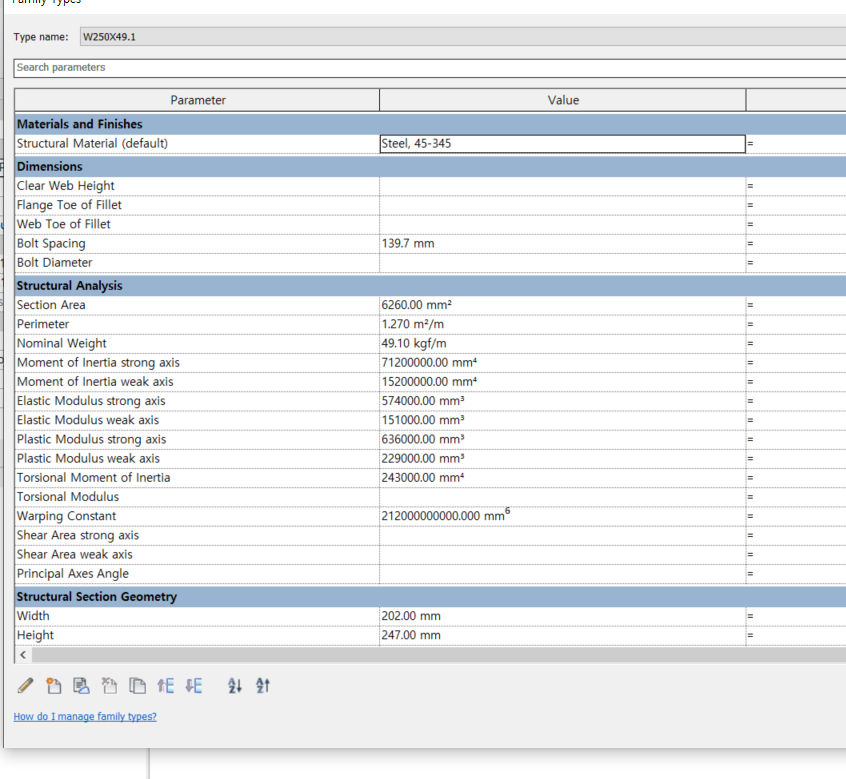 Family Types
Type name: W250X49.1
Search parameters
Parameter Value
Materials and Finishes
Structural Material (default) Steel, 45-345 =
Dimensions
Clear Web Height =
Flange Toe of Fillet =
Web Toe of Fillet =
Bolt Spacing 139.7 mm =
Bolt Diameter =
Structural Analysis
Section Area 6260.00 mm² =
Perimeter 1.270 m²/m =
Nominal Weight 49.10 kgf/m =
Moment of Inertia strong axis 71200000.00 mm⁴ =
Moment of Inertia weak axis 15200000.00 mm⁴ =
Elastic Modulus strong axis 574000.00 mm³ =
Elastic Modulus weak axis 151000.00 mm³ =
Plastic Modulus strong axis 636000.00 mm³ =
Plastic Modulus weak axis 229000.00 mm³ =
Torsional Moment of Inertia 243000.00 mm⁴ =
Torsional Modulus =
Warping Constant 212000000000.000 mm⁶ =
Shear Area strong axis =
Shear Area weak axis =
Principal Axes Angle =
Structural Section Geometry
Width 202.00 mm =
Height 247.00 mm =
How do I manage family types?